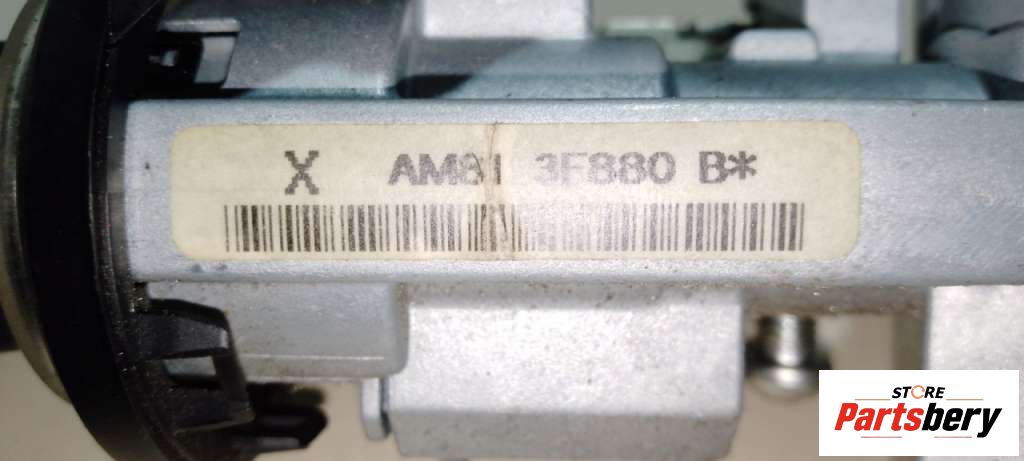 X AM81 3F880 B*
STORE
Partsbery